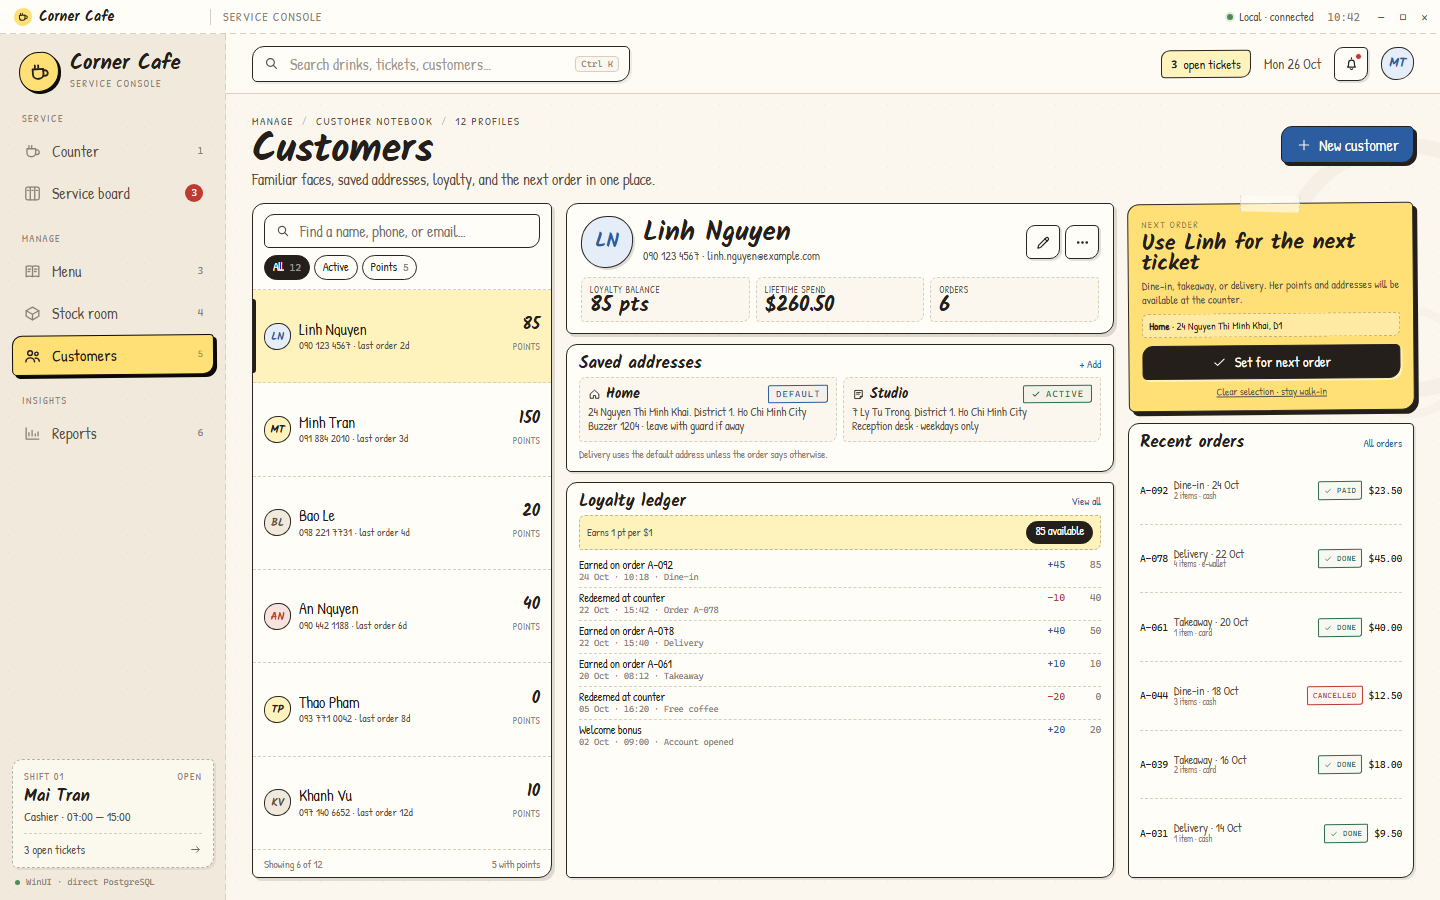 Corner Cafe
SERVICE CONSOLE
Local · connected 10:42
Corner Cafe
SERVICE CONSOLE
SERVICE
Counter 1
Service board 3
MANAGE
Menu 3
Stock room 4
Customers 5
INSIGHTS
Reports 6
SHIFT 01 OPEN
Mai Tran
Cashier · 07:00 — 15:00
3 open tickets →
WinUI · direct PostgreSQL
Search drinks, tickets, customers... Ctrl K
3 open tickets
Mon 26 Oct
MT
MANAGE / CUSTOMER NOTEBOOK / 12 PROFILES
Customers
Familiar faces, saved addresses, loyalty, and the next order in one place.
+ New customer
Find a name, phone, or email...
All 12
Active
Points 5
LN
Linh Nguyen 85
090 123 4567 · last order 2d POINTS
MT
Minh Tran 150
091 884 2010 · last order 3d POINTS
BL
Bao Le 20
098 221 7731 · last order 4d POINTS
AN
An Nguyen 40
090 442 1188 · last order 6d POINTS
TP
Thao Pham 0
093 771 0042 · last order 8d POINTS
KV
Khanh Vu 10
097 140 6652 · last order 12d POINTS
Showing 6 of 12 5 with points
LN
Linh Nguyen
090 123 4567 · linh.nguyen@example.com
LOYALTY BALANCE
85 pts
LIFETIME SPEND
$260.50
ORDERS
6
Saved addresses + Add
Home DEFAULT
24 Nguyen Thi Minh Khai, District 1, Ho Chi Minh City
Buzzer 1204 · leave with guard if away
Studio ✓ ACTIVE
7 Ly Tu Trong, District 1, Ho Chi Minh City
Reception desk · weekdays only
Delivery uses the default address unless the order says otherwise.
Loyalty ledger View all
Earns 1 pt per $1 85 available
Earned on order A-092 +45 85
24 Oct · 10:18 · Dine-in
Redeemed at counter −10 40
22 Oct · 15:42 · Order A-078
Earned on order A-078 +40 50
22 Oct · 15:40 · Delivery
Earned on order A-061 +10 10
20 Oct · 08:12 · Takeaway
Redeemed at counter −20 0
05 Oct · 16:20 · Free coffee
Welcome bonus +20 20
02 Oct · 09:00 · Account opened
NEXT ORDER
Use Linh for the next
ticket
Dine-in, takeaway, or delivery. Her points and addresses will be
available at the counter.
Home · 24 Nguyen Thi Minh Khai, D1
✓ Set for next order
Clear selection · stay walk-in
Recent orders All orders
A-092 Dine-in · 24 Oct ✓ PAID $23.50
2 items · cash
A-078 Delivery · 22 Oct ✓ DONE $45.00
4 items · e-wallet
A-061 Takeaway · 20 Oct ✓ DONE $40.00
1 item · card
A-044 Dine-in · 18 Oct CANCELLED $12.50
3 items · cash
A-039 Takeaway · 16 Oct ✓ DONE $18.00
2 items · card
A-031 Delivery · 14 Oct ✓ DONE $9.50
1 item · cash